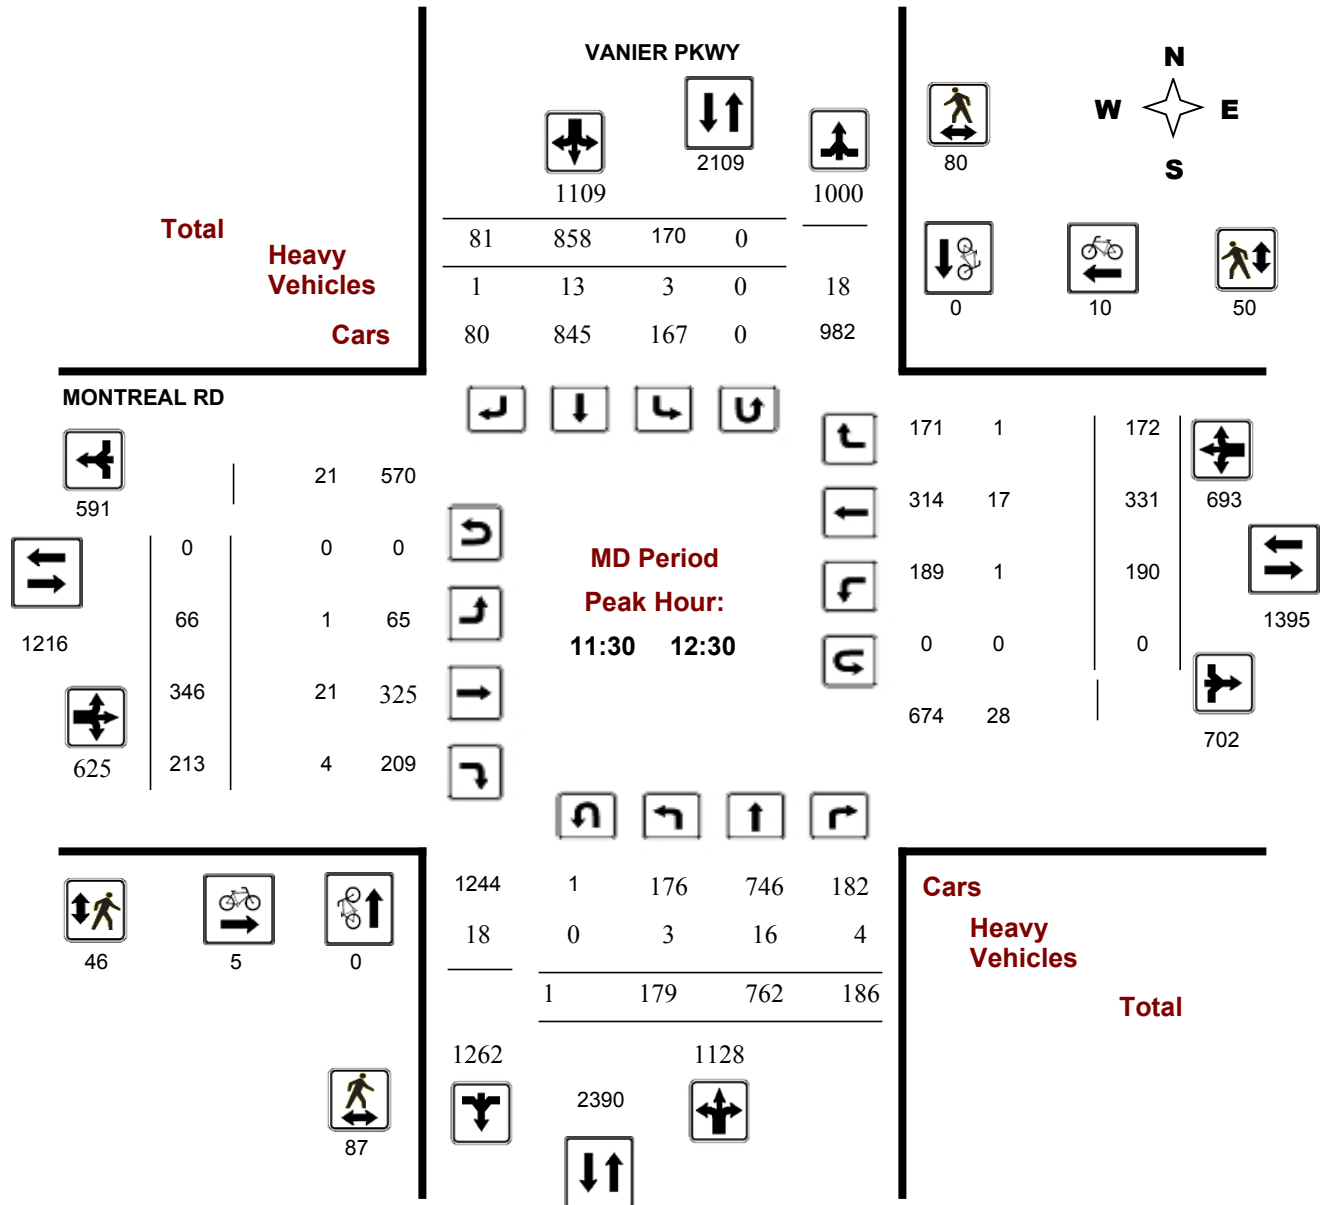 VANIER PKWY
N
W E
S
2109
80
1109
1000
Total
81 858 170 0
Heavy
Vehicles
1 13 3 0 18
0 10 50
Cars
80 845 167 0 982
MONTREAL RD
171 1 172
21 570
591
314 17 331 693
0 0 0
MD Period
189 1 190
Peak Hour:
66 1 65
1216
11:30 12:30
0 0 0
1395
346 21 325
674 28
702
625 213 4 209
1244 1 176 746 182
Cars
18 0 3 16 4
Heavy
Vehicles
46 5 0
1 179 762 186
Total
1262 1128
2390
87